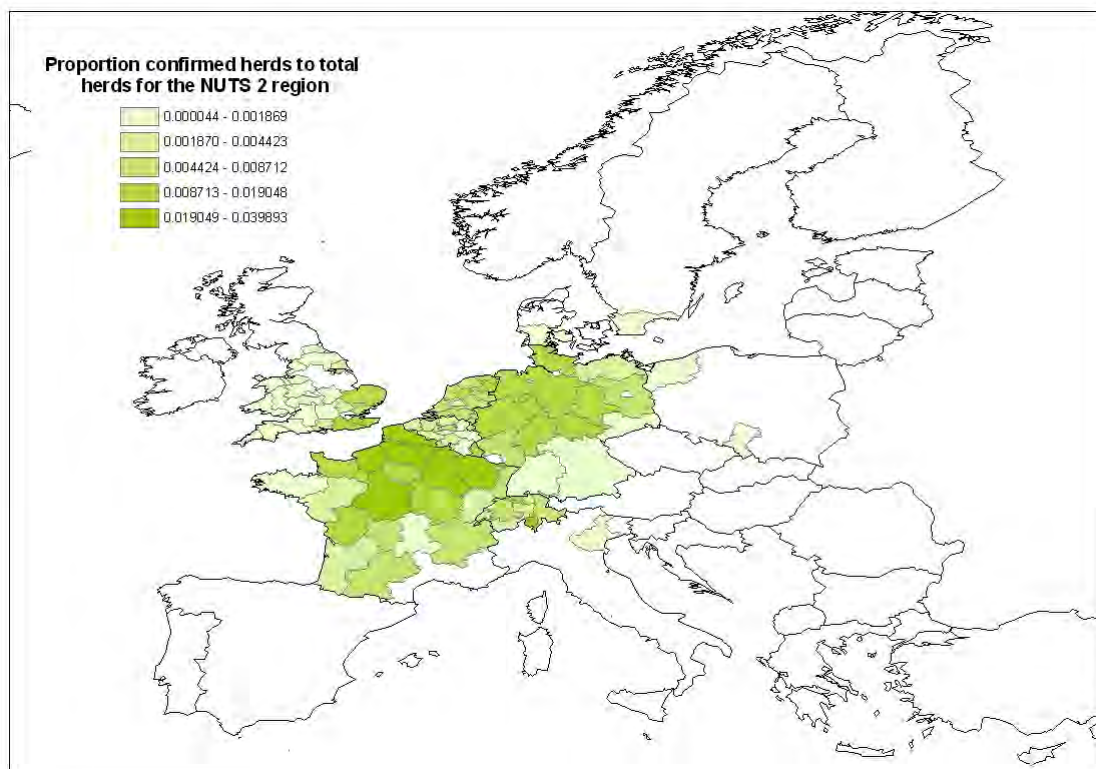 Proportion confirmed herds to total
herds for the NUTS 2 region
0.000044 - 0.001869
0.001870 - 0.004423
0.004424 - 0.008712
0.008713 - 0.019048
0.019049 - 0.039893